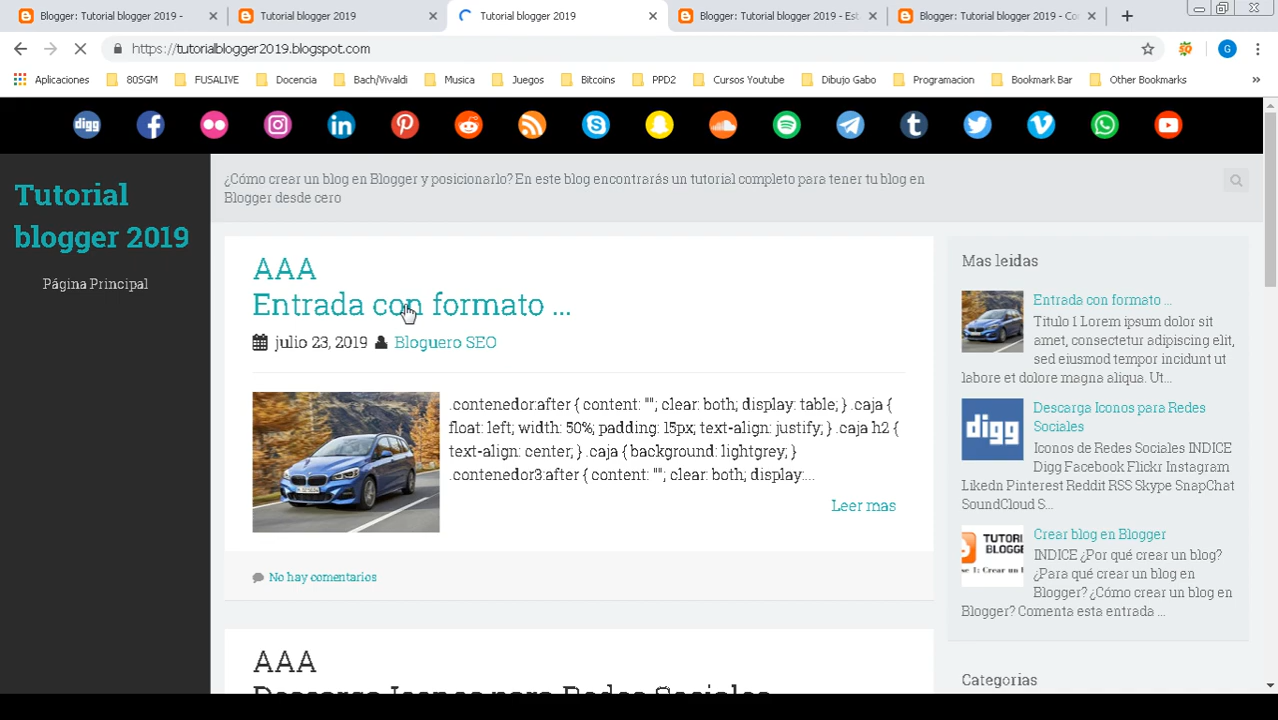 Blogger: Tutorial blogger 2019 -
Tutorial blogger 2019
Tutorial blogger 2019
Blogger: Tutorial blogger 2019 - Est
Blogger: Tutorial blogger 2019 - Co
https://tutorialblogger2019.blogspot.com
G
Aplicaciones
80SGM
FUSALIVE
Docencia
Bach/Vivaldi
Musica
Juegos
Bitcoins
PPD2
Cursos Youtube
Dibujo Gabo
Programacion
Bookmark Bar
Other Bookmarks
digg
Tutorial
blogger 2019
Página Principal
¿Cómo crear un blog en Blogger y posicionarlo? En este blog encontrarás un tutorial completo para tener tu blog en
Blogger desde cero
AAA
Entrada con formato ...
julio 23, 2019
Bloguero SEO
.contenedor:after { content: ""; clear: both; display: table; } .caja {
float: left; width: 50%; padding: 15px; text-align: justify; } .caja h2 {
text-align: center; } .caja { background: lightgrey; }
.contenedor3:after { content: ""; clear: both; display:...
Leer mas
No hay comentarios
AAA
Descarga Iconos para Redes Sociales
Mas leidas
Entrada con formato ...
Titulo 1 Lorem ipsum dolor sit
amet, consectetur adipiscing elit,
sed eiusmod tempor incidunt ut
labore et dolore magna aliqua. Ut...
digg
Descarga Iconos para Redes
Sociales
Iconos de Redes Sociales INDICE
Digg Facebook Flickr Instagram
Likedn Pinterest Reddit RSS Skype SnapChat
SoundCloud S...
Crear blog en Blogger
INDICE ¿Por qué crear un blog?
¿Para qué crear un blog en
Blogger? ¿Cómo crear un blog en
Blogger? Comenta esta entrada ...
Categorias